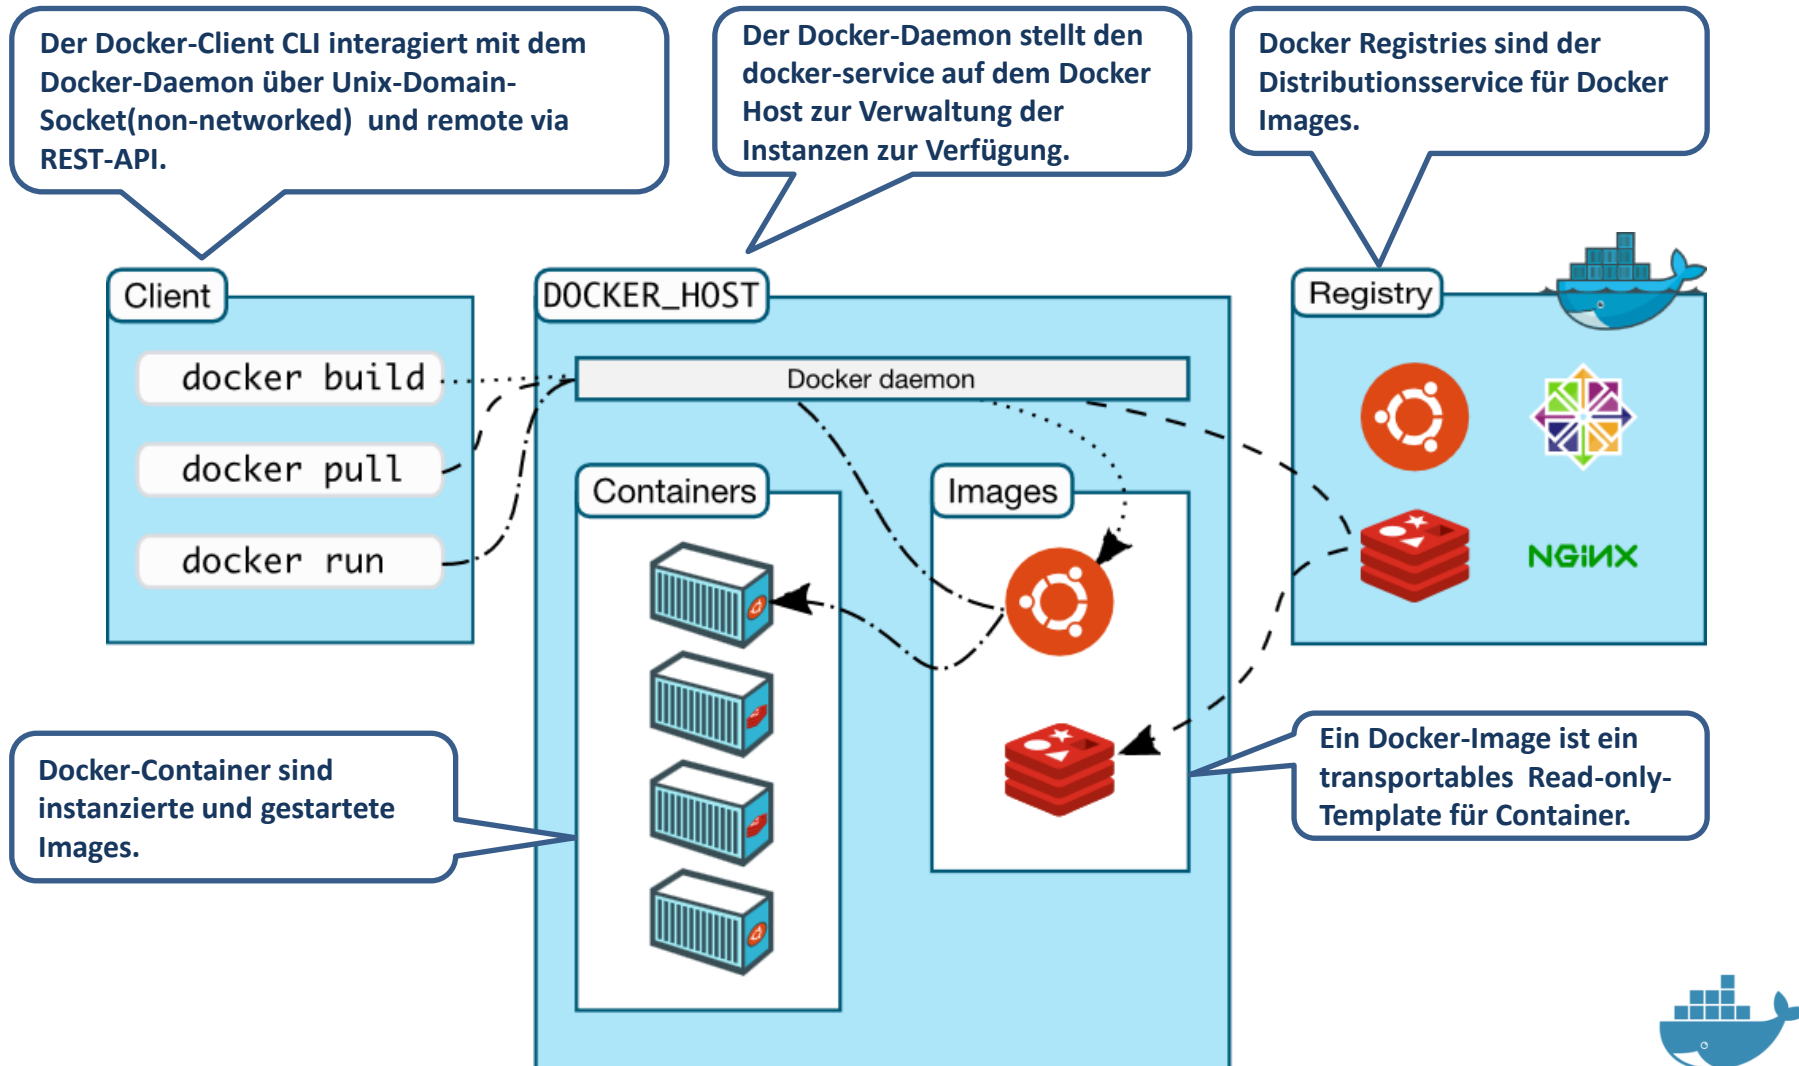 Der Docker-Client CLI interagiert mit dem
Docker-Daemon über Unix-Domain-
Socket(non-networked)  und remote via
REST-API.
Der Docker-Daemon stellt den
docker-service auf dem Docker
Host zur Verwaltung der
Instanzen zur Verfügung.
Docker Registries sind der
Distributionsservice für Docker
Images.
Client
docker build
docker pull
docker run
DOCKER_HOST
Docker daemon
Containers
Images
Registry
NGINX
Docker-Container sind
instanzierte und gestartete
Images.
Ein Docker-Image ist ein
transportables  Read-only-
Template für Container.